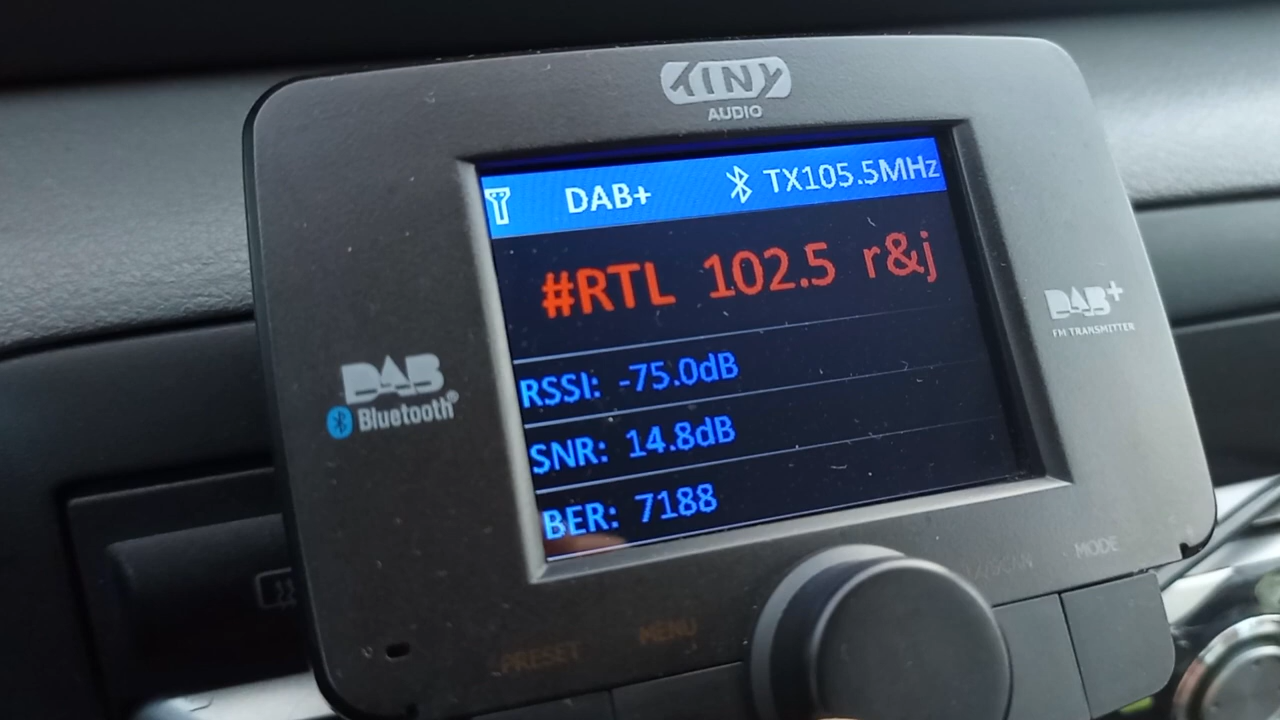 TINY
AUDIO
DAB+
TX105.5MHz
#RTL 102.5 r&j
RSSI: -75.0dB
SNR: 14.8dB
BER: 7188
DAB
Bluetooth®
DAB+
FM TRANSMITTER
PRESET
MENU
MODE